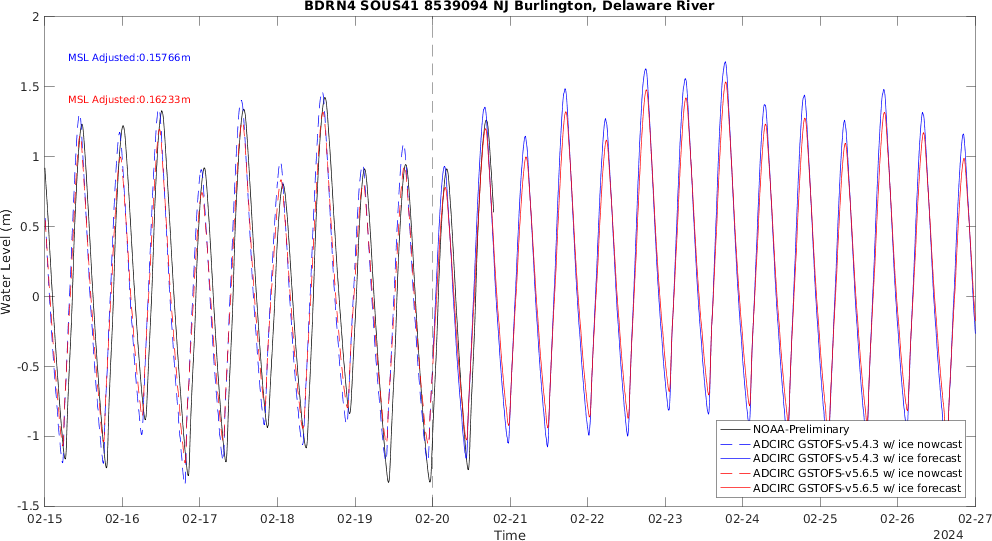 BDRN4 SOUS41 8539094 NJ Burlington, Delaware River
2
MSL Adjusted:0.15766m
1.5
MSL Adjusted:0.16233m
1
0.5
Water Level (m)
0
-0.5
-1
NOAA-Preliminary
ADCIRC GSTOFS-v5.4.3 w/ ice nowcast
ADCIRC GSTOFS-v5.4.3 w/ ice forecast
ADCIRC GSTOFS-v5.6.5 w/ ice nowcast
ADCIRC GSTOFS-v5.6.5 w/ ice forecast
-1.5
02-15 02-16 02-17 02-18 02-19 02-20 02-21 02-22 02-23 02-24 02-25 02-26 02-27
Time
2024